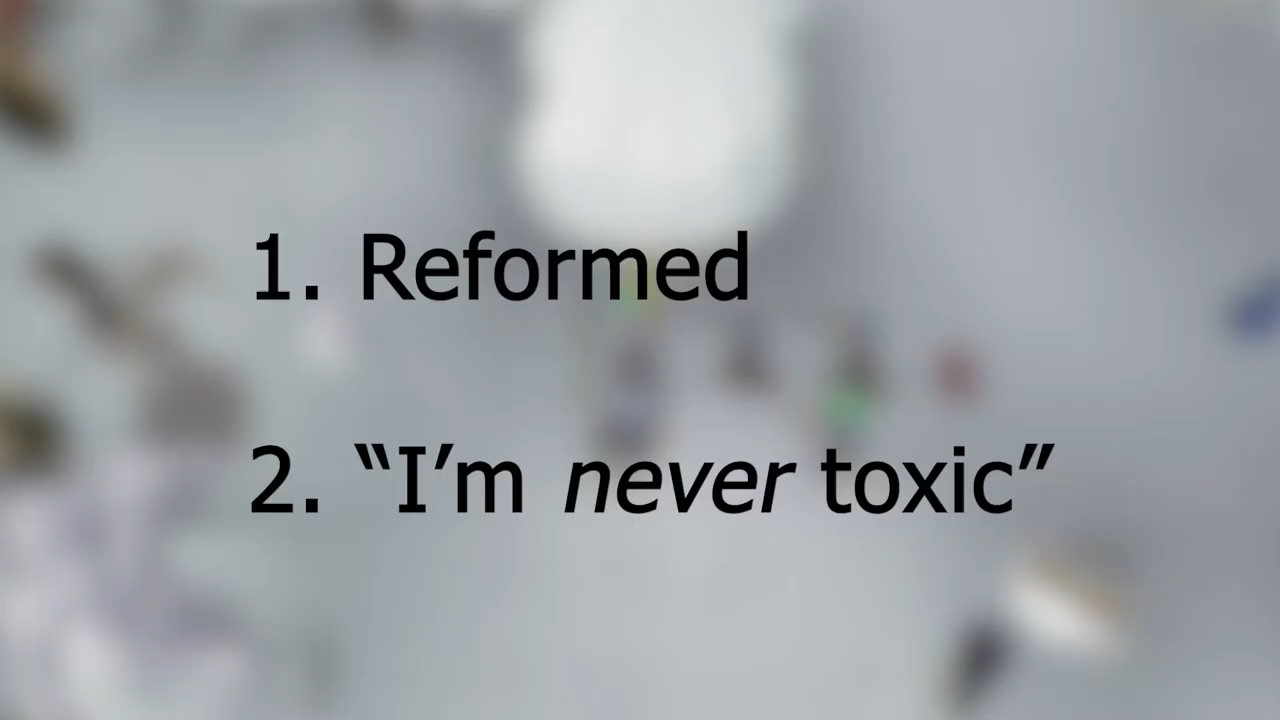 1. Reformed
2. “I’m never toxic”